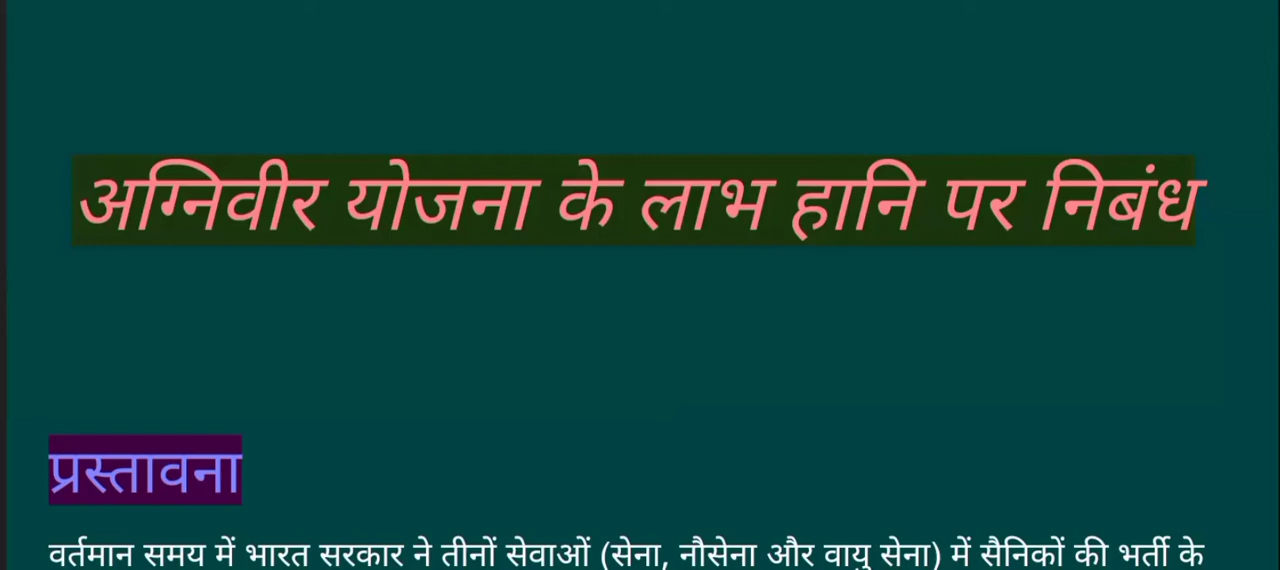 अग्निवीर योजना के लाभ हानि पर निबंध
प्रस्तावना
वर्तमान समय में भारत सरकार ने तीनों सेवाओं (सेना, नौसेना और वायु सेना) में सैनिकों की भर्ती के